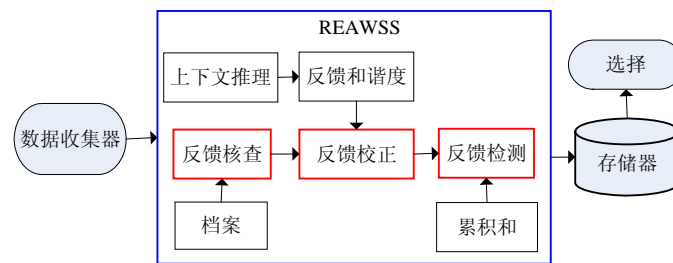 REAWSS
上下文推理
反馈和谐度
选择
数据收集器
反馈核查
反馈校正
反馈检测
存储器
档案
累积和